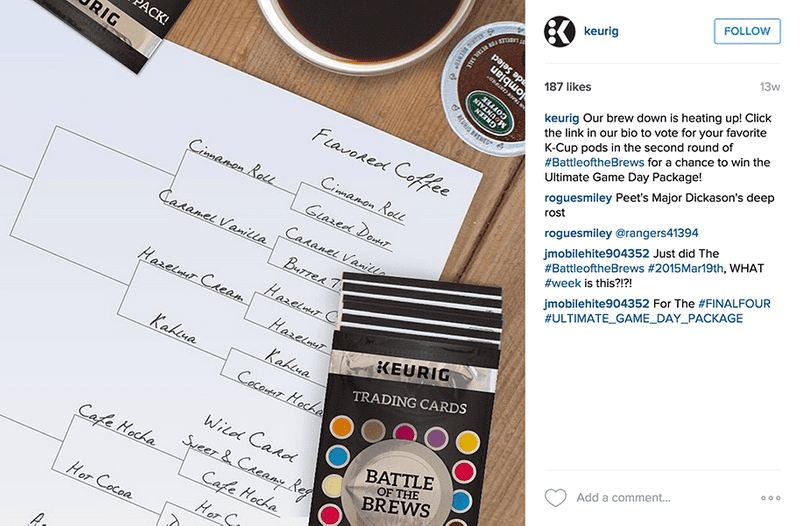 PACK!
URIG
Flavored Coffee
Cinnamon Roll
Cinnamon Roll
Glazed Donut
Caramel Vanilla
Caramel Vanilla
Butter T
Hazelnut Cream
Hazelnut C
Hazelnut
Kahlua
Kahlua
Coconut Mocha
Wild Card
Sweet & Creamy Reg
Cafe Mocha
Cafe Mocha
Hot Cocoa
Hot C
GREEN
MOUNTAIN
COFFEE
KEURIG
TRADING CARDS
BATTLE
OF THE
BREWS
keurig
FOLLOW
187 likes
13w
keurig Our brew down is heating up! Click
the link in our bio to vote for your favorite
K-Cup pods in the second round of
#BattleoftheBrews for a chance to win the
Ultimate Game Day Package!
roguesmiley Peet's Major Dickason's deep
rost
roguesmiley @rangers41394
jmobilehite904352 Just did The
#BattleoftheBrews #2015Mar19th, WHAT
#week is this?!?!
jmobilehite904352 For The #FINALFOUR
#ULTIMATE_GAME_DAY_PACKAGE
Add a comment...